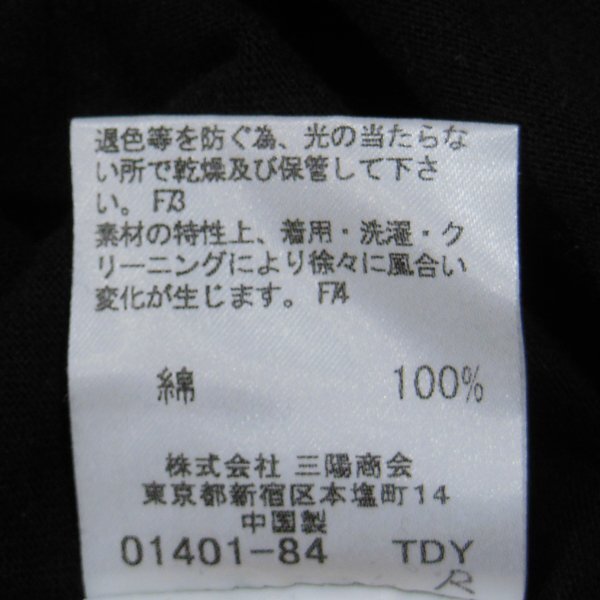 退色等を防ぐ為、光の当たらな
い所で乾燥及び保管して下さ
い。F73
素材の特性上、着用・洗濯・ク
リーニングにより徐々に風合い
変化が生じます。F74
綿 100%
株式会社 三陽商会
東京都新宿区本塩町14
中国製
01401-84 TDY
R